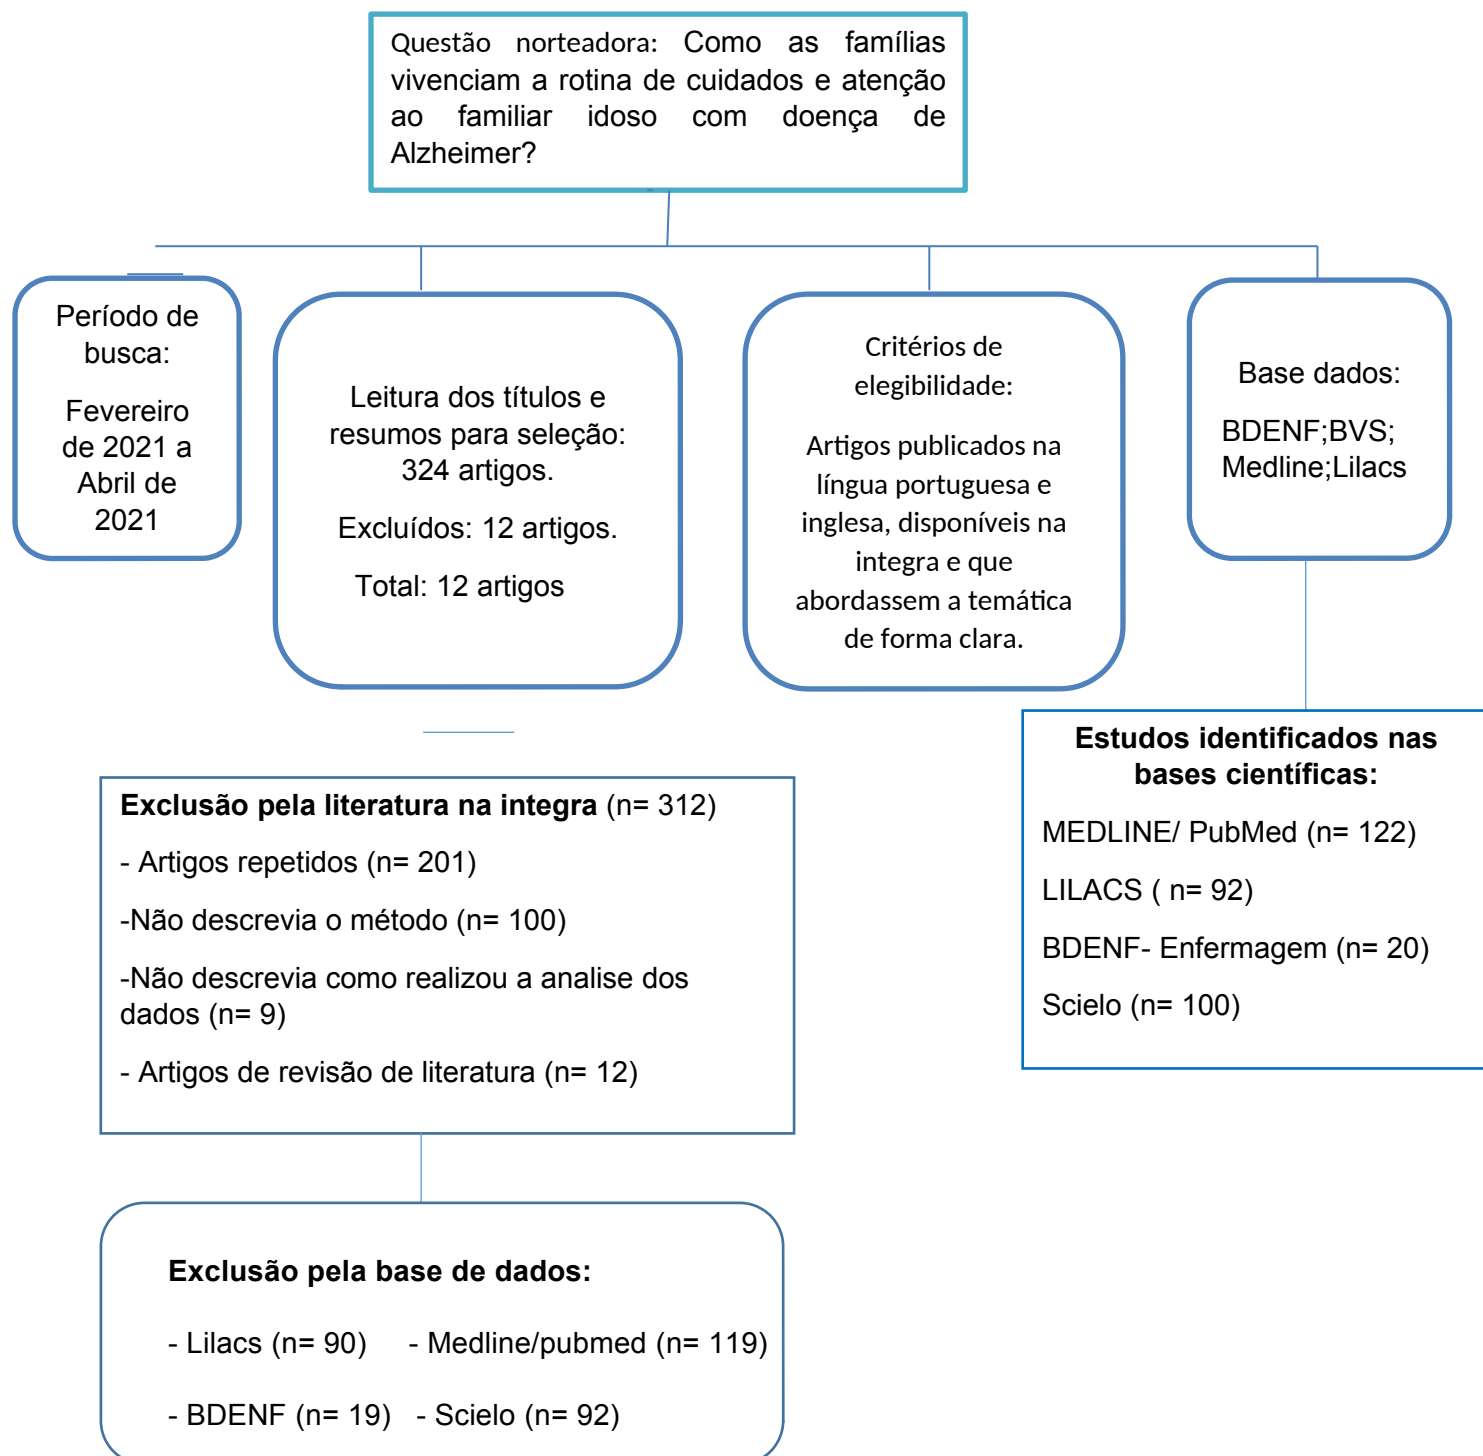 Questão norteadora: Como as famílias
vivenciam a rotina de cuidados e atenção
ao familiar idoso com doença de
Alzheimer?
Período de
busca:
Fevereiro
de 2021 a
Abril de
2021
Leitura dos títulos e
resumos para seleção:
324 artigos.
Excluídos: 12 artigos.
Total: 12 artigos
Critérios de
elegibilidade:
Artigos publicados na
língua portuguesa e
inglesa, disponíveis na
integra e que
abordassem a temática
de forma clara.
Base dados:
BDENF;BVS;
Medline;Lilacs
Estudos identificados nas
bases científicas:
MEDLINE/ PubMed (n= 122)
LILACS ( n= 92)
BDENF- Enfermagem (n= 20)
Scielo (n= 100)
Exclusão pela literatura na integra (n= 312)
- Artigos repetidos (n= 201)
-Não descrevia o método (n= 100)
-Não descrevia como realizou a analise dos
dados (n= 9)
- Artigos de revisão de literatura (n= 12)
Exclusão pela base de dados:
- Lilacs (n= 90) - Medline/pubmed (n= 119)
- BDENF (n= 19) - Scielo (n= 92)